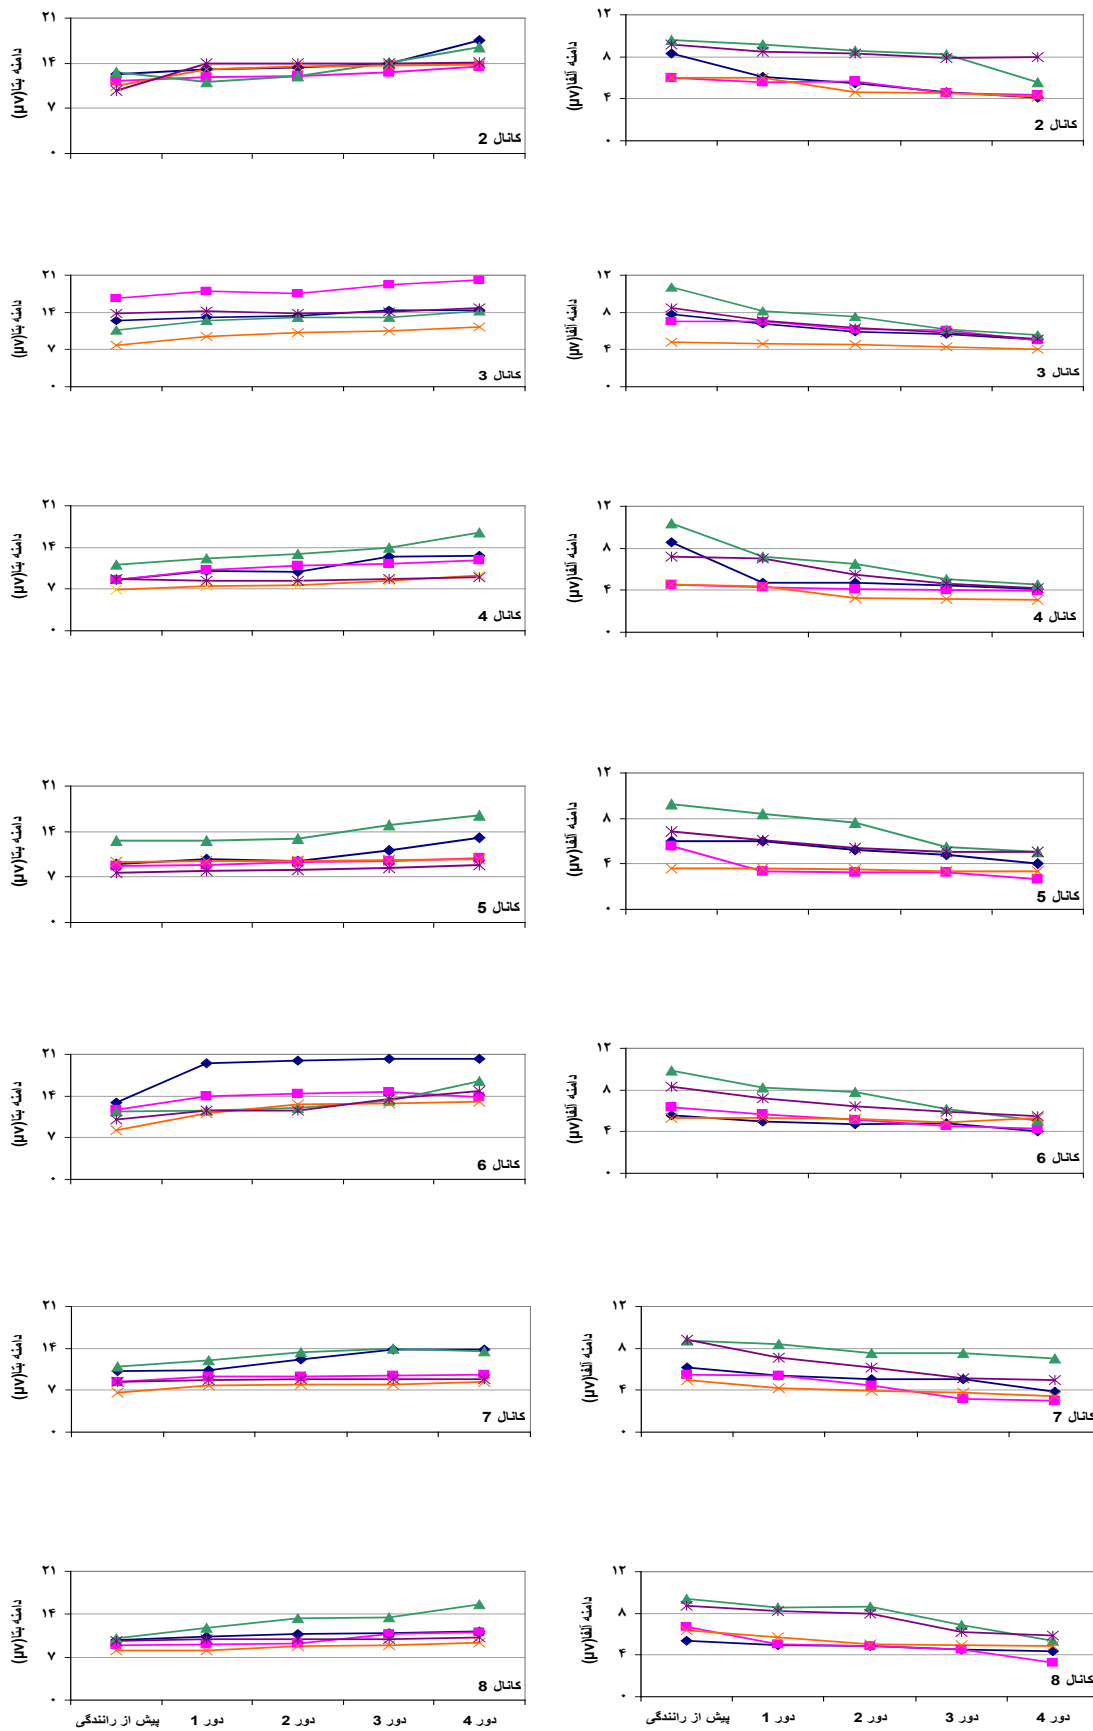 ۲۱
۱۴
۷
۰
دامنه بتا(µv)
کانال 2
۱۲
۸
۴
۰
دامنه آلفا(µv)
کانال 2
۲۱
۱۴
۷
۰
دامنه بتا(µv)
کانال 3
۱۲
۸
۴
۰
دامنه آلفا(µv)
کانال 3
۲۱
۱۴
۷
۰
دامنه بتا(µv)
کانال 4
۱۲
۸
۴
۰
دامنه آلفا(µv)
کانال 4
۲۱
۱۴
۷
۰
دامنه بتا(µv)
کانال 5
۱۲
۸
۴
۰
دامنه آلفا(µv)
کانال 5
۲۱
۱۴
۷
۰
دامنه بتا(µv)
کانال 6
۱۲
۸
۴
۰
دامنه آلفا(µv)
کانال 6
۲۱
۱۴
۷
۰
دامنه بتا(µv)
کانال 7
۱۲
۸
۴
۰
دامنه آلفا(µv)
کانال 7
۲۱
۱۴
۷
۰
دامنه بتا(µv)
کانال 8
پیش از رانندگی
دور 1
دور 2
دور 3
دور 4
۱۲
۸
۴
۰
دامنه آلفا(µv)
کانال 8
پیش از رانندگی
دور 1
دور 2
دور 3
دور 4